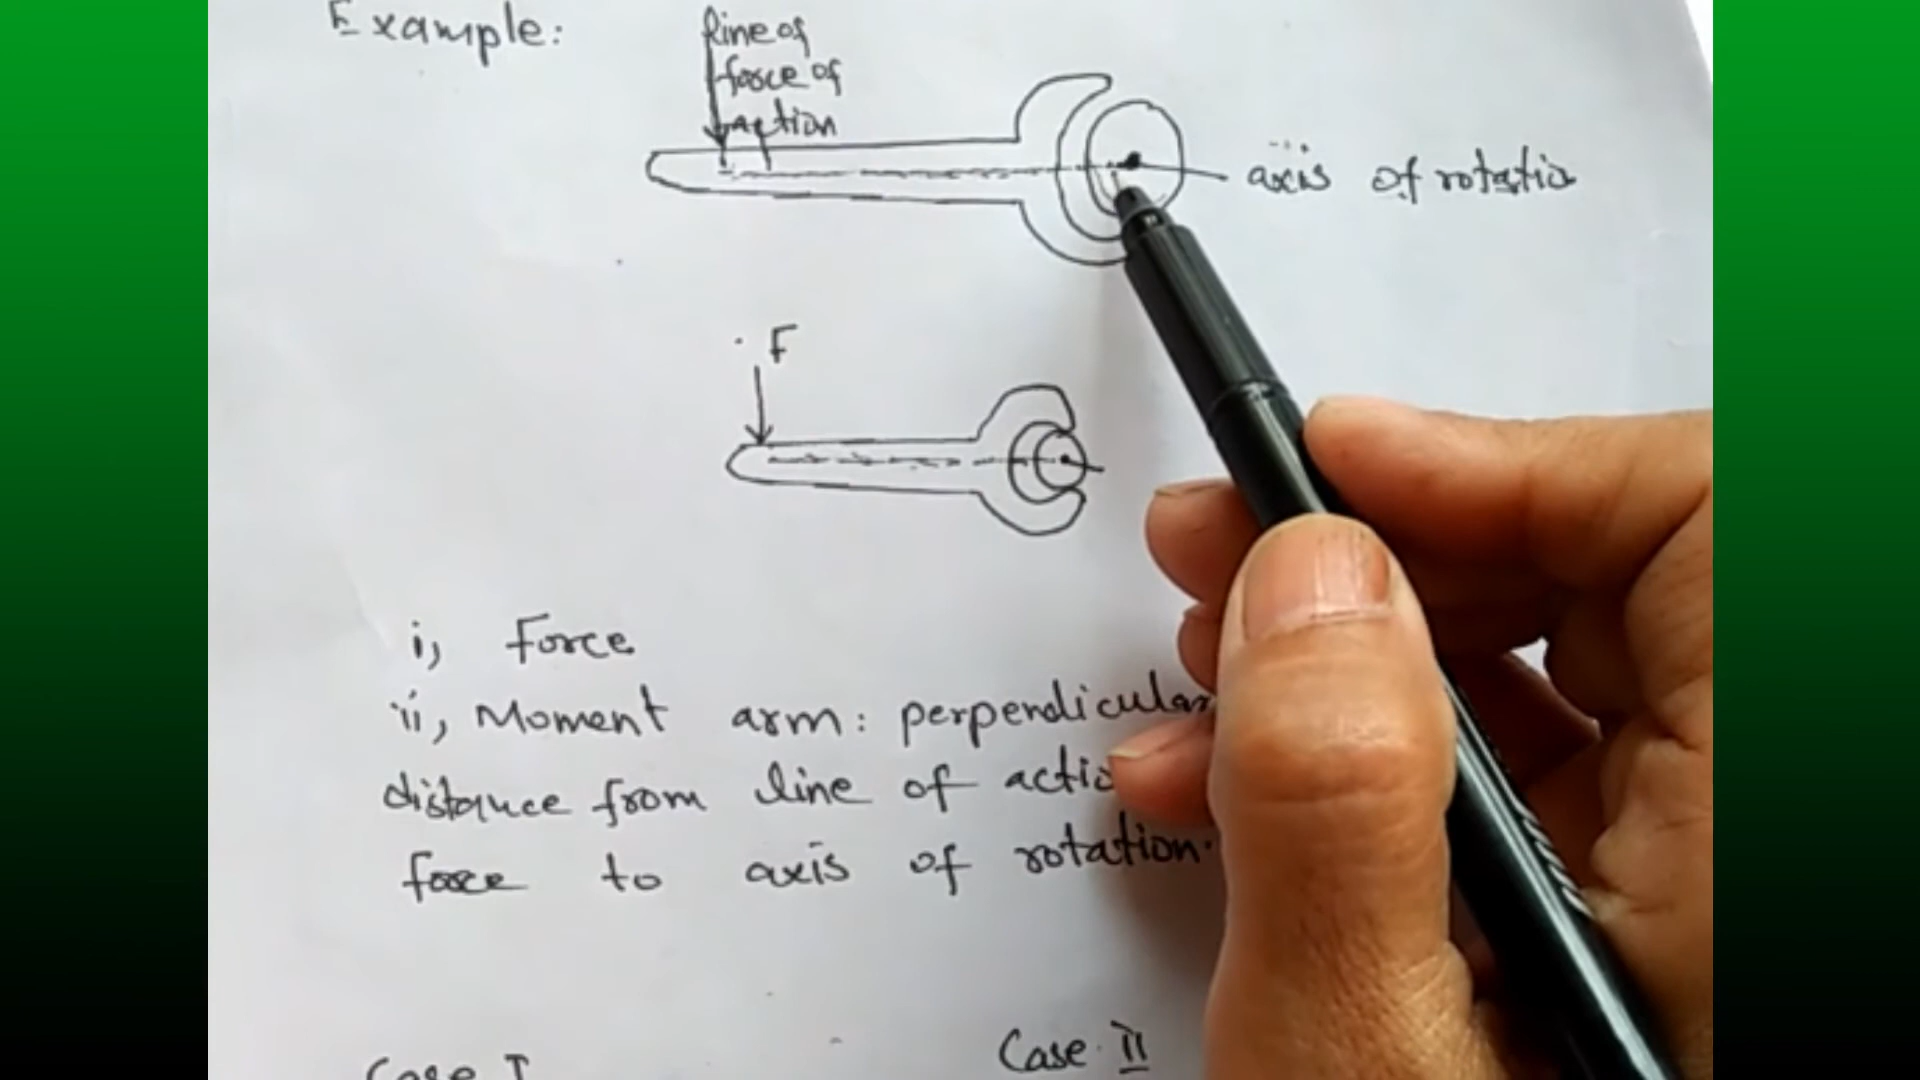 Example:
line of
force of
action
axis of rotatio
F
i, Force
ii, Moment arm: perpendicular
distance from line of actio
force to axis of rotation.
Case I
Case II